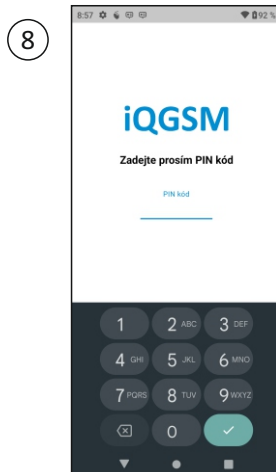 8
8:57 92 %
iQGSM
Zadejte prosím PIN kód
PIN kód
1 2 ABC 3 DEF
4 GHI 5 JKL 6 MNO
7 PQRS 8 TUV 9 WXYZ
0